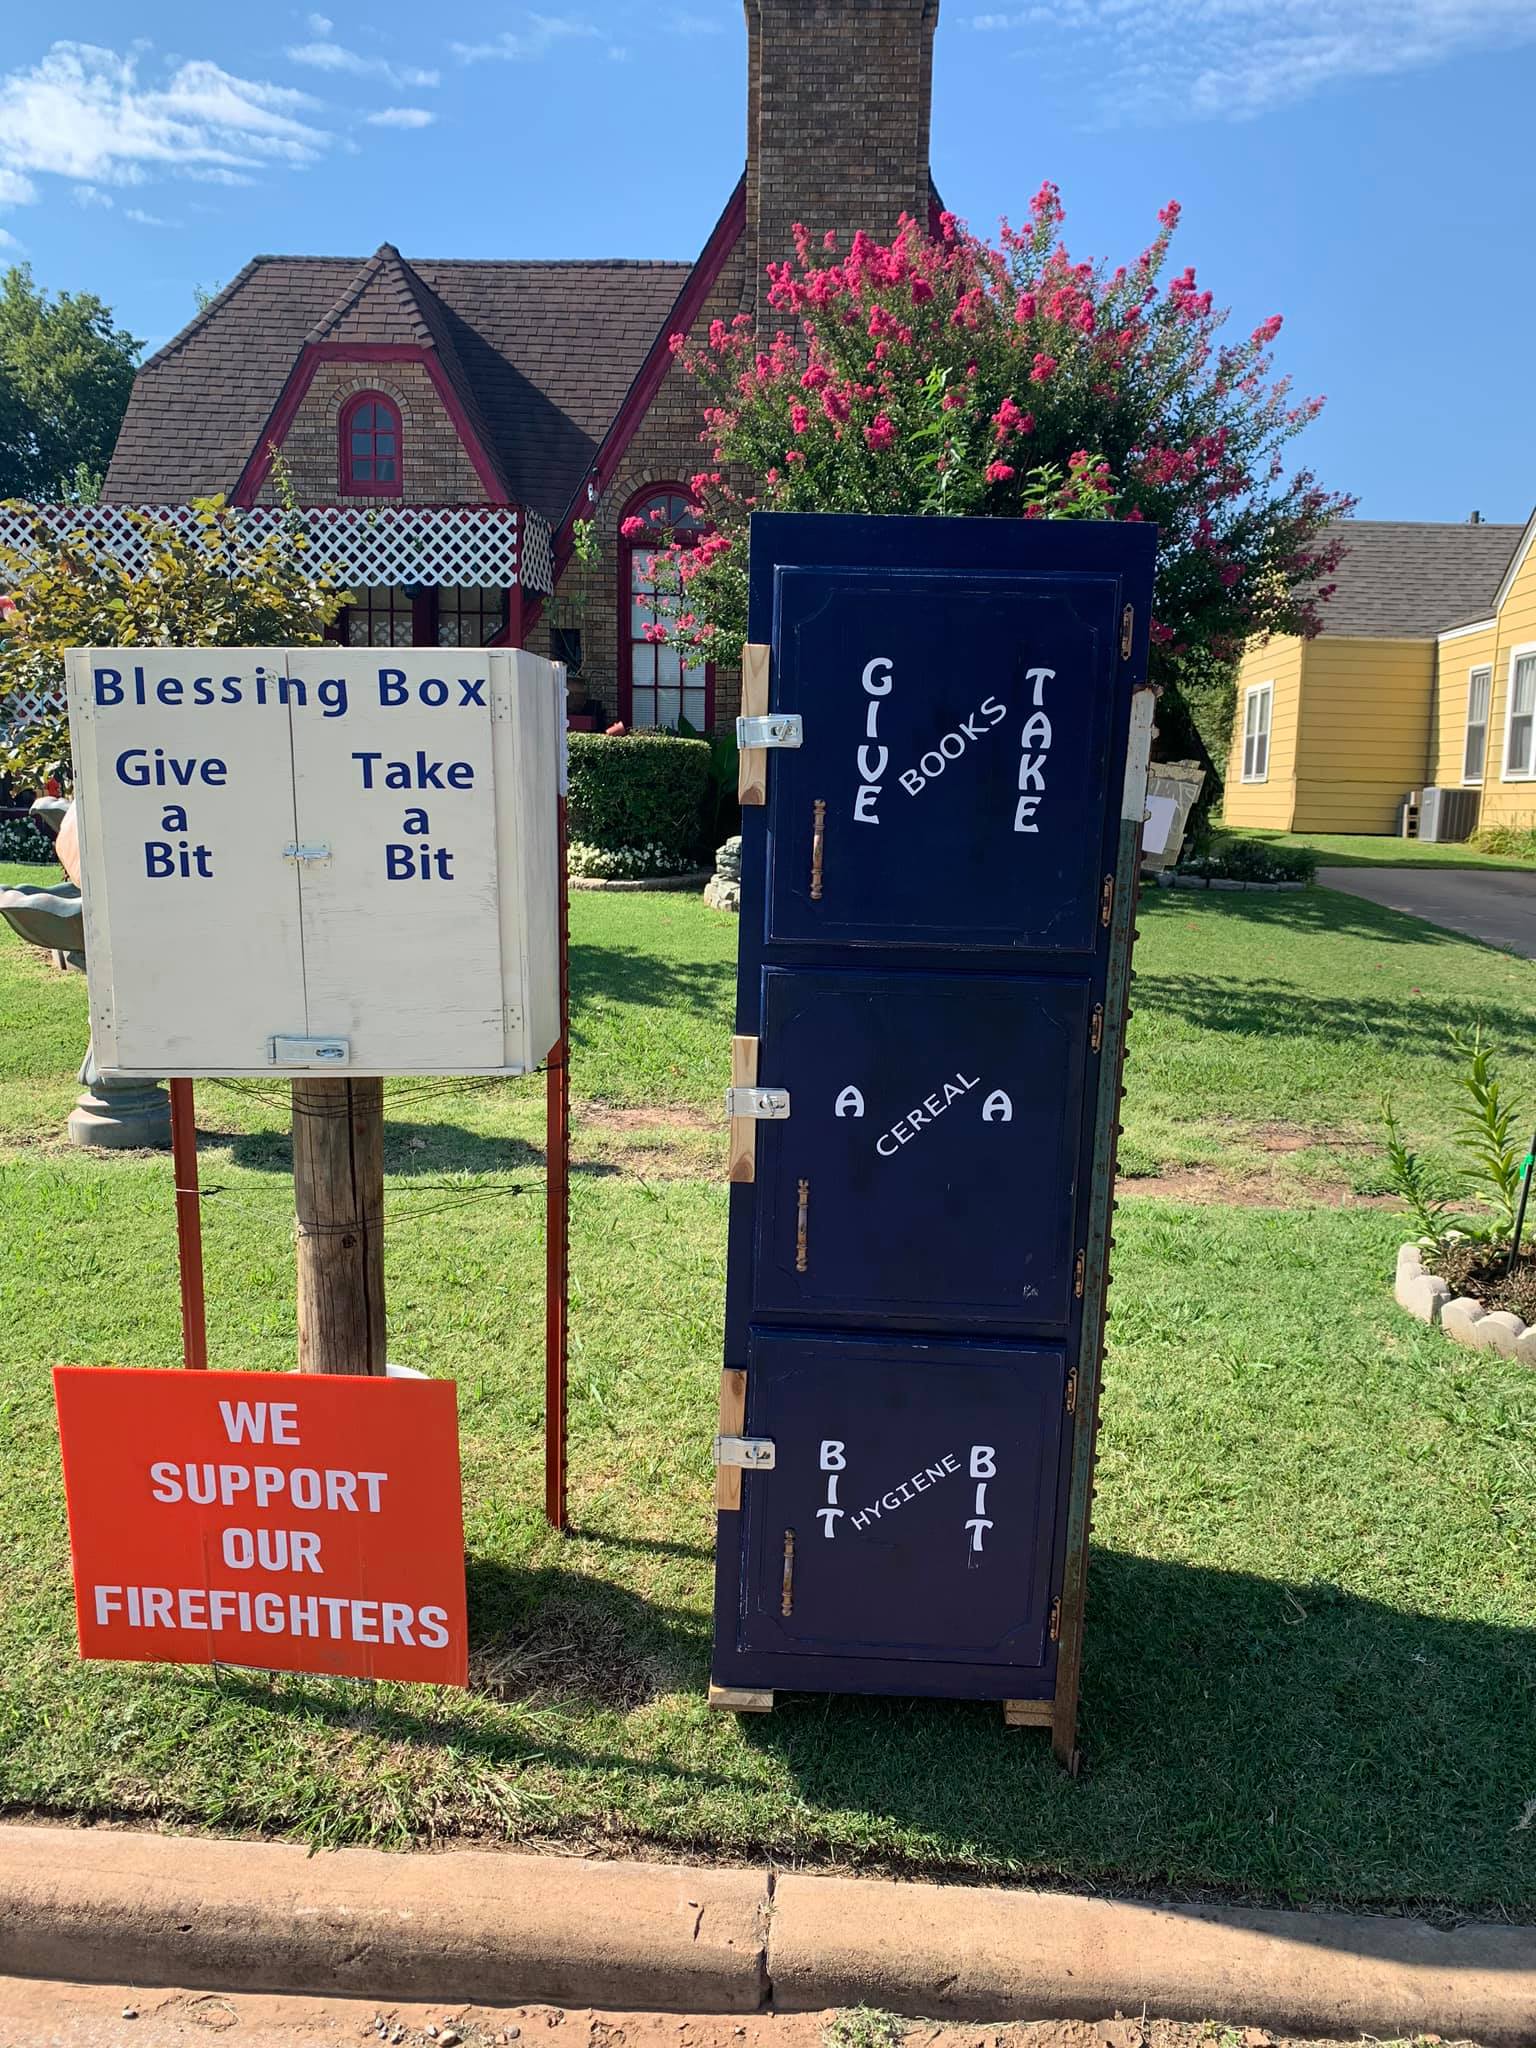 Blessing Box
Give
a
Bit
Take
a
Bit
WE
SUPPORT
OUR
FIREFIGHTERS
GIVE
BOOKS
TAKE
A
CEREAL
A
BIT
HYGIENE
BIT